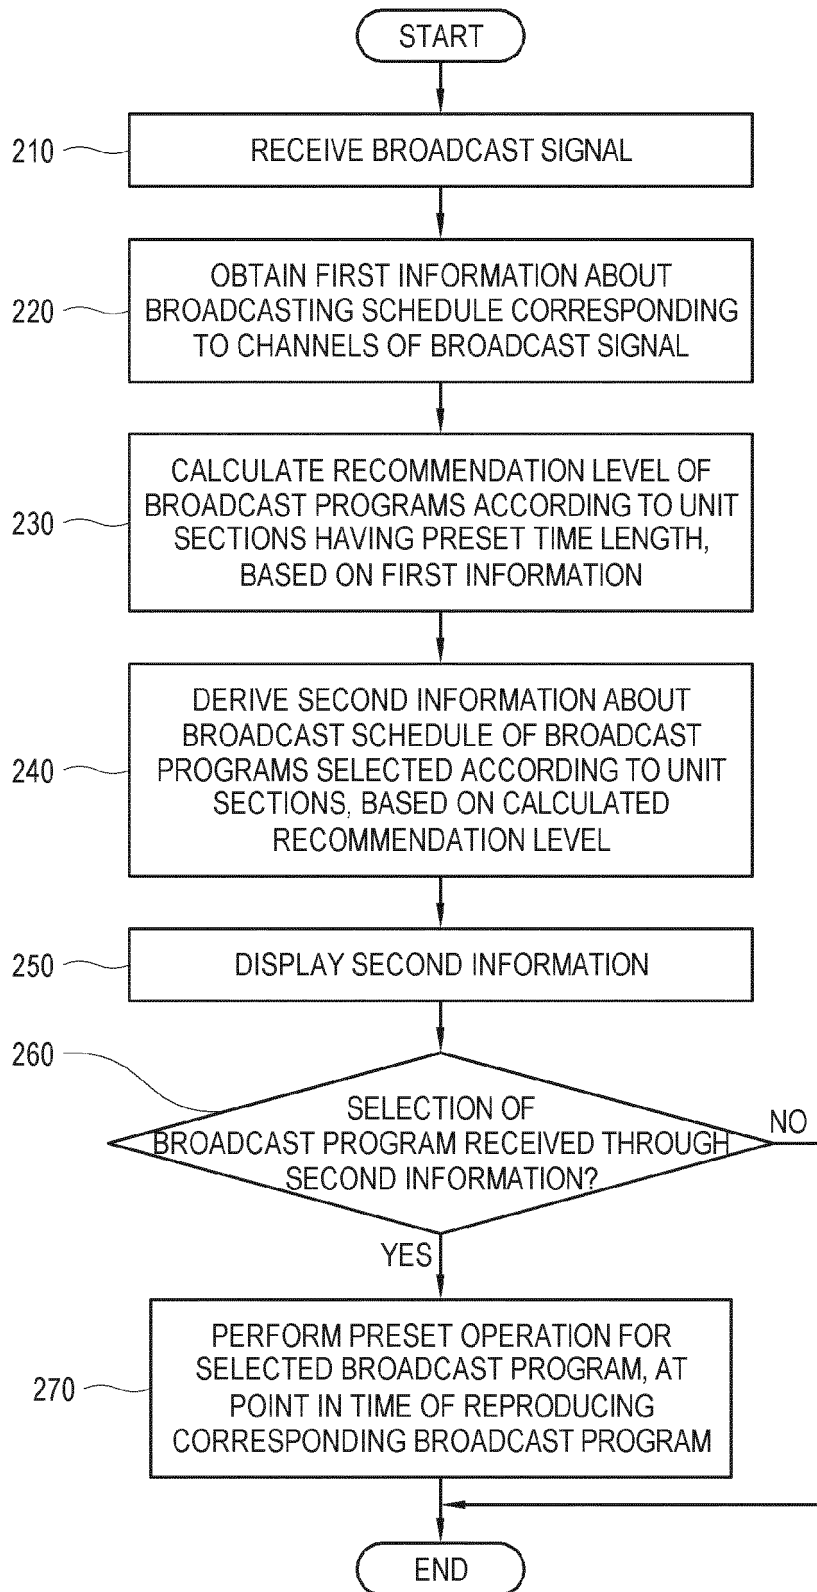 START
210
RECEIVE BROADCAST SIGNAL
220
OBTAIN FIRST INFORMATION ABOUT
BROADCASTING SCHEDULE CORRESPONDING
TO CHANNELS OF BROADCAST SIGNAL
230
CALCULATE RECOMMENDATION LEVEL OF
BROADCAST PROGRAMS ACCORDING TO UNIT
SECTIONS HAVING PRESET TIME LENGTH,
BASED ON FIRST INFORMATION
240
DERIVE SECOND INFORMATION ABOUT
BROADCAST SCHEDULE OF BROADCAST
PROGRAMS SELECTED ACCORDING TO UNIT
SECTIONS, BASED ON CALCULATED
RECOMMENDATION LEVEL
250
DISPLAY SECOND INFORMATION
260
SELECTION OF
BROADCAST PROGRAM RECEIVED THROUGH
SECOND INFORMATION?
NO
YES
270
PERFORM PRESET OPERATION FOR
SELECTED BROADCAST PROGRAM, AT
POINT IN TIME OF REPRODUCING
CORRESPONDING BROADCAST PROGRAM
END